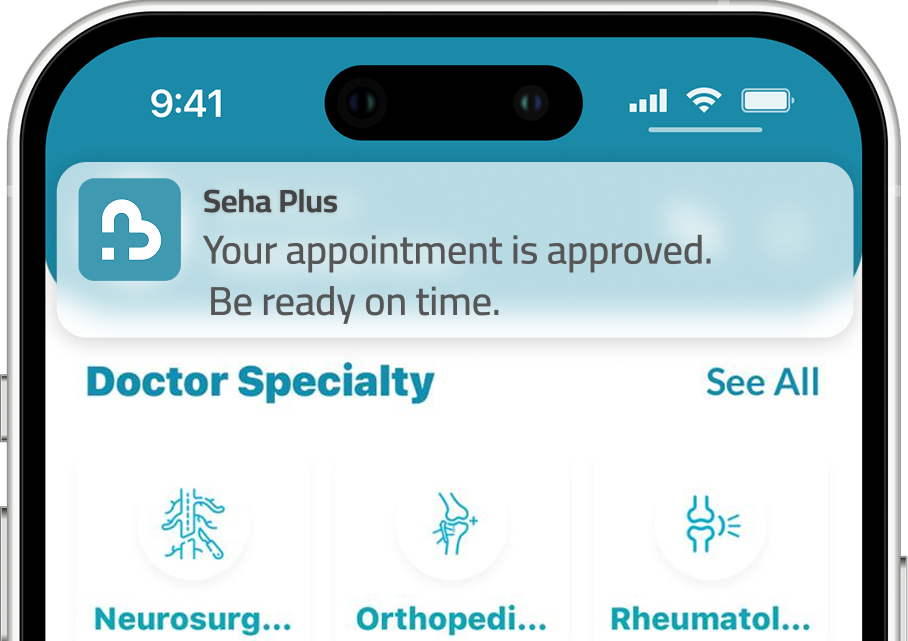 9:41
Seha Plus
Your appointment is approved.
Be ready on time.
Doctor Specialty See All
Neurosurg... Orthopedi... Rheumatol...